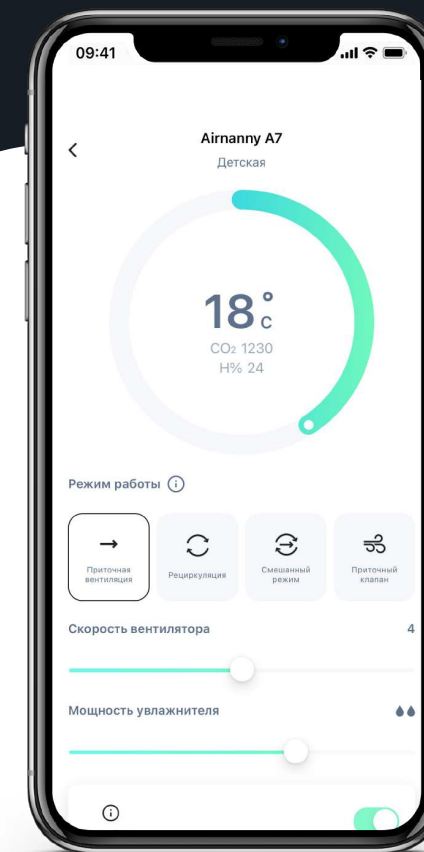 09:41
Airnanny A7
Детская
18°c
CO₂ 1230
H% 24
Режим работы
Приточная
вентиляция
Рециркуляция
Смешанный
режим
Приточный
клапан
Скорость вентилятора 4
Мощность увлажнителя